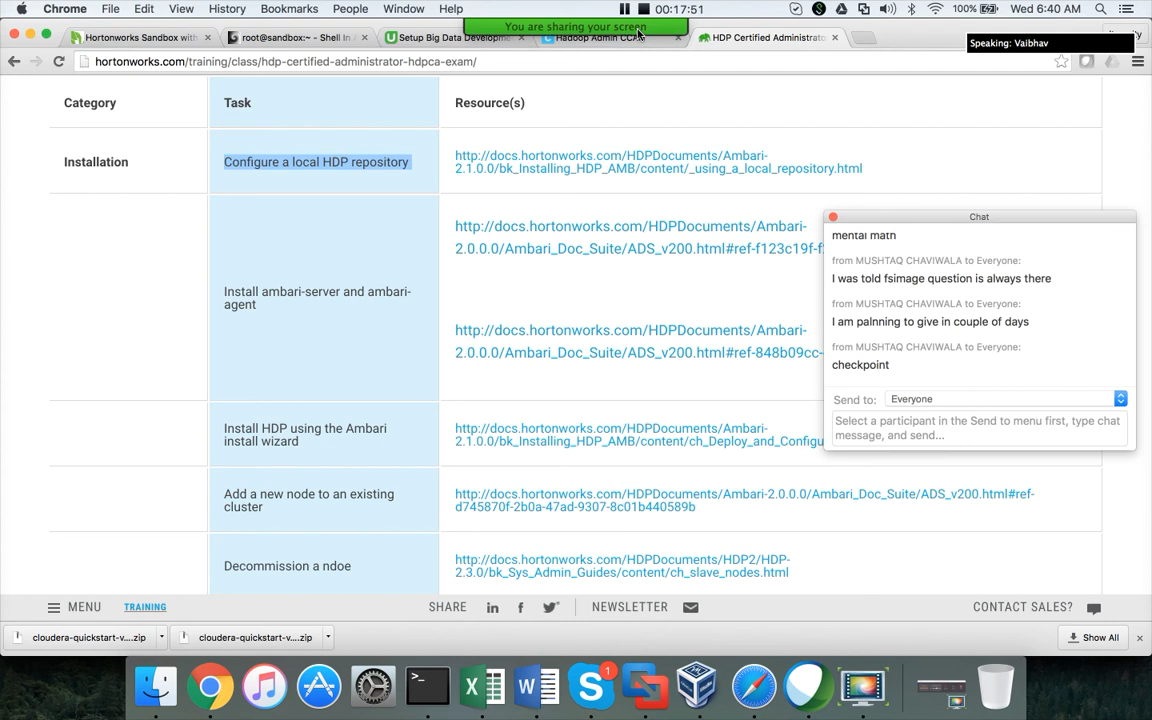 Chrome File Edit View History Bookmarks People Window Help 00:17:51 100% Wed 6:40 AM
You are sharing your screen
Hortonworks Sandbox with root@sandbox:~ - Shell In Setup Big Data Developme Hadoop Admin CCA HDP Certified Administrator
Speaking: Vaibhav
hortonworks.com/training/class/hdp-certified-administrator-hdpca-exam/
Category Task Resource(s)
Installation Configure a local HDP repository
http://docs.hortonworks.com/HDPDocuments/Ambari-
2.1.0.0/bk_Installing_HDP_AMB/content/_using_a_local_repository.html
Install ambari-server and ambari-
agent
http://docs.hortonworks.com/HDPDocuments/Ambari-
2.0.0.0/Ambari_Doc_Suite/ADS_v200.html#ref-f123c19f-f
http://docs.hortonworks.com/HDPDocuments/Ambari-
2.0.0.0/Ambari_Doc_Suite/ADS_v200.html#ref-848b09cc-
Install HDP using the Ambari
install wizard
http://docs.hortonworks.com/HDPDocuments/Ambari-
2.1.0.0/bk_Installing_HDP_AMB/content/ch_Deploy_and_Configu
Add a new node to an existing
cluster
http://docs.hortonworks.com/HDPDocuments/Ambari-2.0.0.0/Ambari_Doc_Suite/ADS_v200.html#ref-
d745870f-2b0a-47ad-9307-8c01b440589b
Decommission a ndoe
http://docs.hortonworks.com/HDPDocuments/HDP2/HDP-
2.3.0/bk_Sys_Admin_Guides/content/ch_slave_nodes.html
Chat
mental math
from MUSHTAQ CHAVIWALA to Everyone:
I was told fsimage question is always there
from MUSHTAQ CHAVIWALA to Everyone:
I am palnning to give in couple of days
from MUSHTAQ CHAVIWALA to Everyone:
checkpoint
Send to: Everyone
Select a participant in the Send to menu first, type chat
message, and send...
MENU TRAINING SHARE NEWSLETTER CONTACT SALES?
cloudera-quickstart-v....zip cloudera-quickstart-v....zip Show All
1